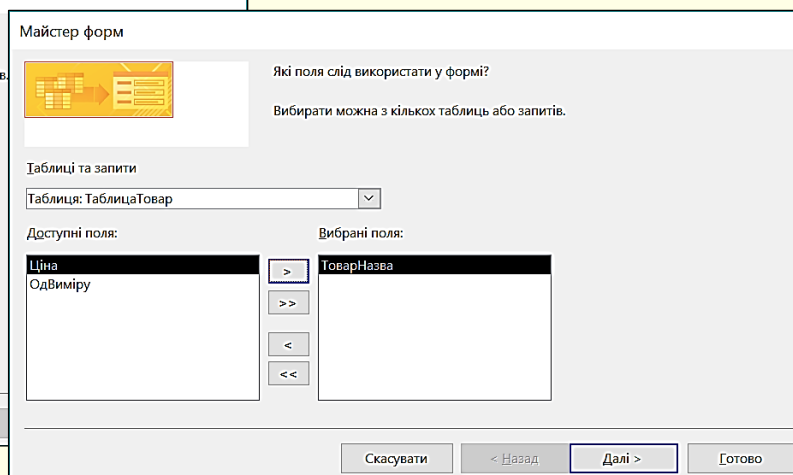 Майстер форм
в.
Які поля слід використати у формі?
Вибирати можна з кількох таблиць або запитів.
Таблиці та запити
Таблиця: ТаблицаТовар
Доступні поля:
Вибрані поля:
Ціна
ОдВиміру
>
>>
<
<<
ТоварНазва
Скасувати
< Назад
Далі >
Готово